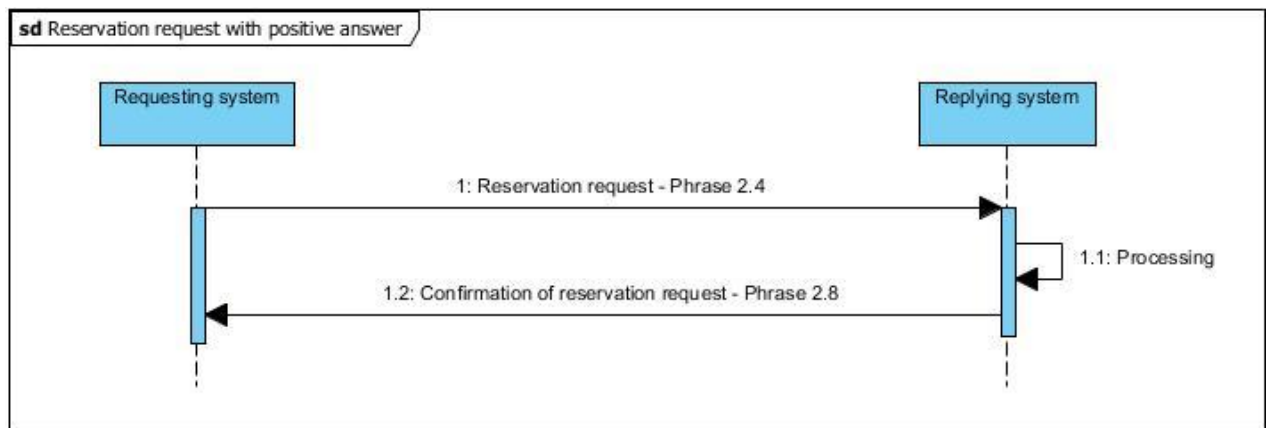 sd Reservation request with positive answer
Requesting system
Replying system
1: Reservation request - Phrase 2.4
1.1: Processing
1.2: Confirmation of reservation request - Phrase 2.8